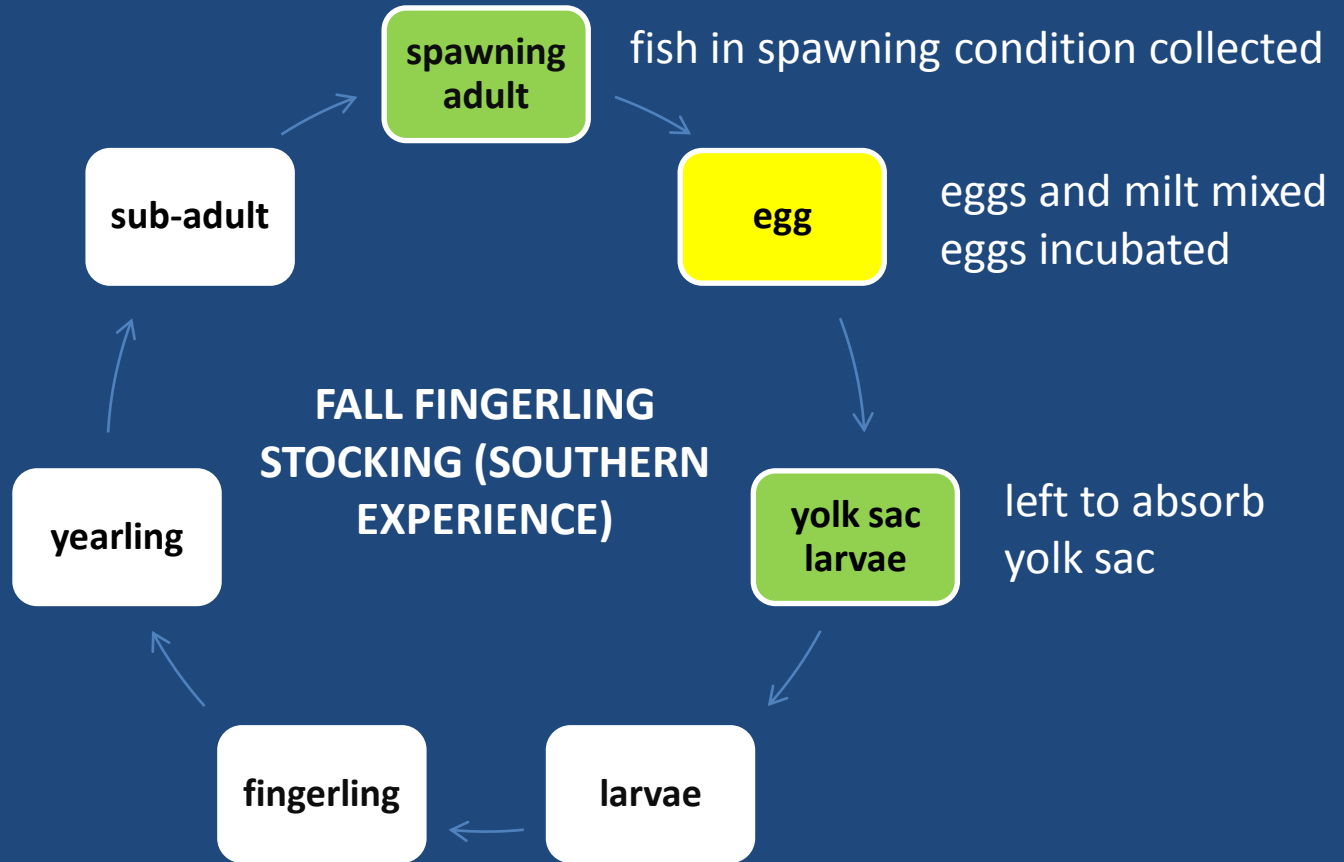 spawning
adult
fish in spawning condition collected
egg
eggs and milt mixed
eggs incubated
yolk sac
larvae
left to absorb
yolk sac
larvae
fingerling
yearling
sub-adult
FALL FINGERLING
STOCKING (SOUTHERN
EXPERIENCE)